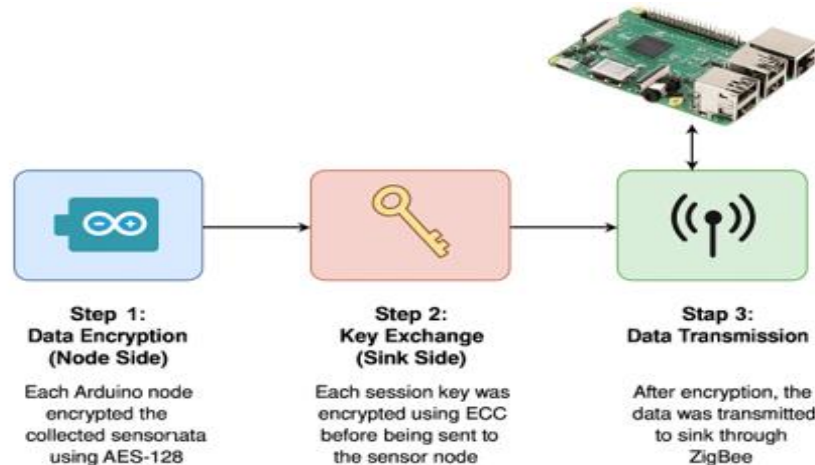 Step 1:
Data Encryption
(Node Side)
Each Arduino node
encrypted the
collected sensorıata
using AES-128
Step 2:
Key Exchange
(Sink Side)
Each session key was
encrypted using ECC
before being sent to
the sensor node
Stap 3:
Data Transmission
After encryption, the
data was transmitted
to sink through
ZigBee